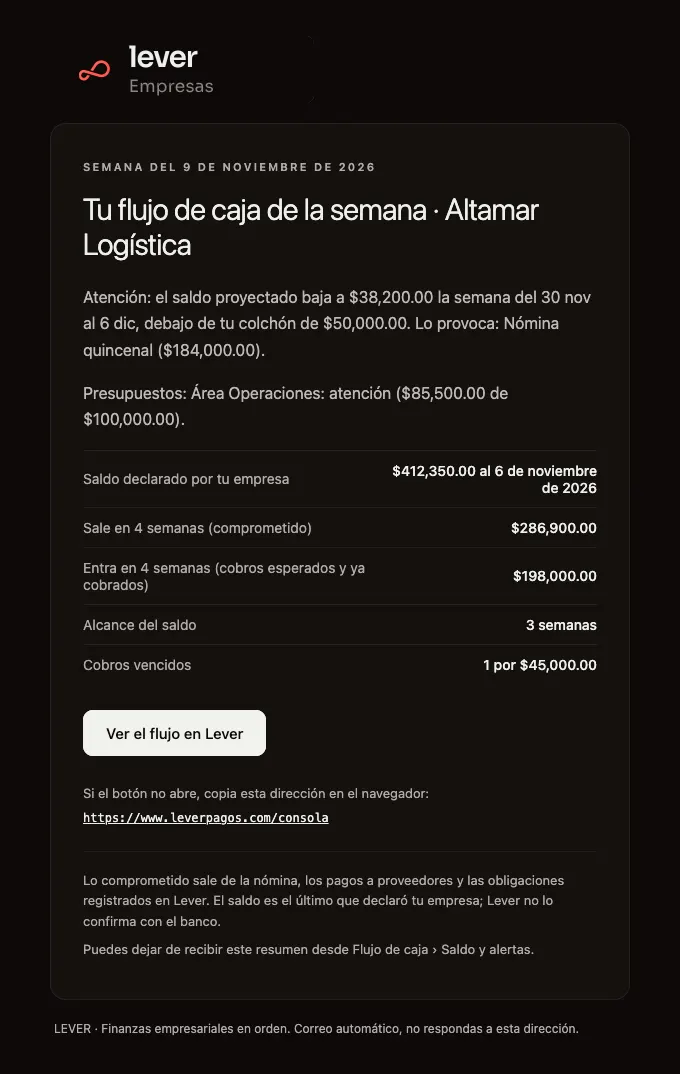 lever
Empresas
SEMANA DEL 9 DE NOVIEMBRE DE 2026
Tu flujo de caja de la semana · Altamar
Logística
Atención: el saldo proyectado baja a $38,200.00 la semana del 30 nov
al 6 dic, debajo de tu colchón de $50,000.00. Lo provoca: Nómina
quincenal ($184,000.00).
Presupuestos: Área Operaciones: atención ($85,500.00 de
$100,000.00).
Saldo declarado por tu empresa
$412,350.00 al 6 de noviembre
de 2026
Sale en 4 semanas (comprometido)
$286,900.00
Entra en 4 semanas (cobros esperados y ya
cobrados)
$198,000.00
Alcance del saldo
3 semanas
Cobros vencidos
1 por $45,000.00
Ver el flujo en Lever
Si el botón no abre, copia esta dirección en el navegador:
https://www.leverpagos.com/consola
Lo comprometido sale de la nómina, los pagos a proveedores y las obligaciones
registrados en Lever. El saldo es el último que declaró tu empresa; Lever no lo
confirma con el banco.
Puedes dejar de recibir este resumen desde Flujo de caja › Saldo y alertas.
LEVER · Finanzas empresariales en orden. Correo automático, no respondas a esta dirección.